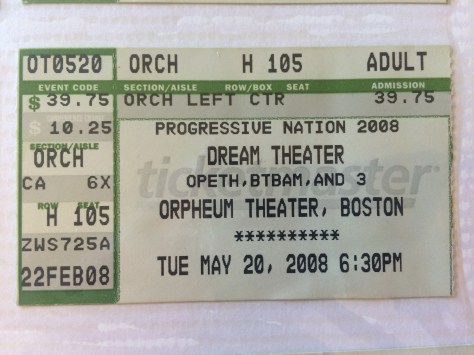 OT0520 ORCH H 105 ADULT
EVENT CODE SECTION/AISLE ROW/BOX SEAT ADMISSION
$ 39.75 ORCH LEFT CTR 39.75
$ 10.25 PROGRESSIVE NATION 2008
SECTION/AISLE
ORCH DREAM THEATER
CA 6X OPETH,BTBAM,AND 3
ROW SEAT
H 105 ORPHEUM THEATER, BOSTON
ZWS725A **********
22FEB08 TUE MAY 20, 2008 6:30PM
ticketmaster